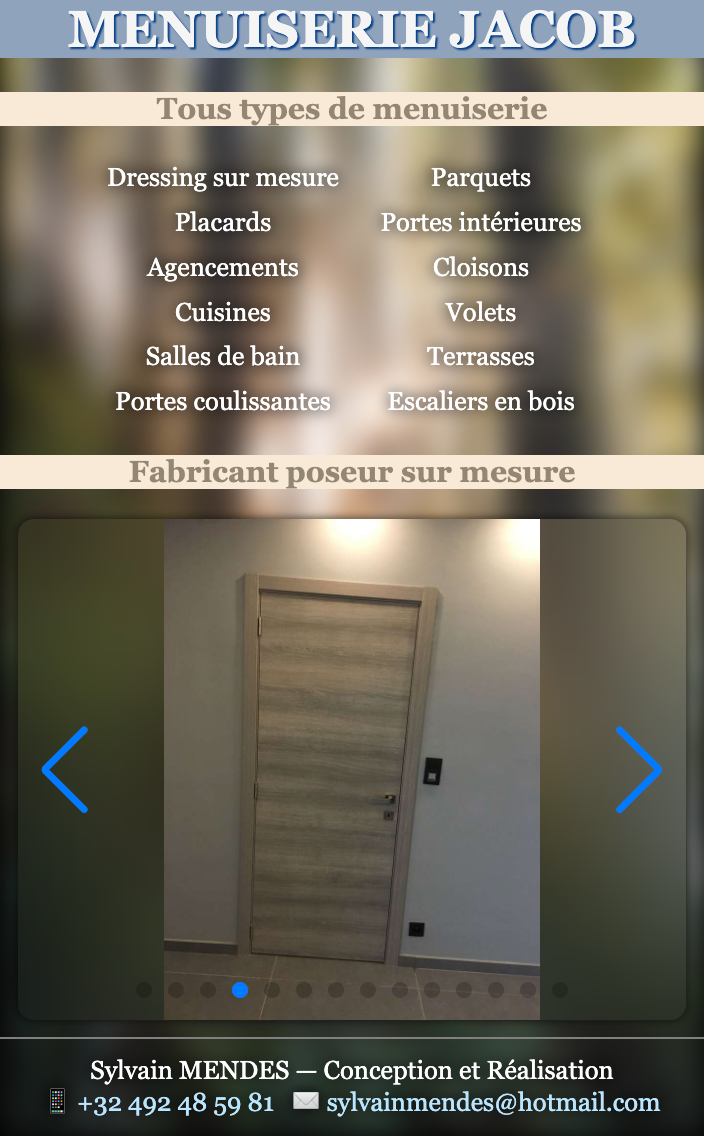 MENUISERIE JACOB
Tous types de menuiserie
Dressing sur mesure
Parquets
Placards
Portes intérieures
Agencements
Cloisons
Cuisines
Volets
Salles de bain
Terrasses
Portes coulissantes
Escaliers en bois
Fabricant poseur sur mesure
Sylvain MENDES — Conception et Réalisation
+32 492 48 59 81 sylvainmendes@hotmail.com